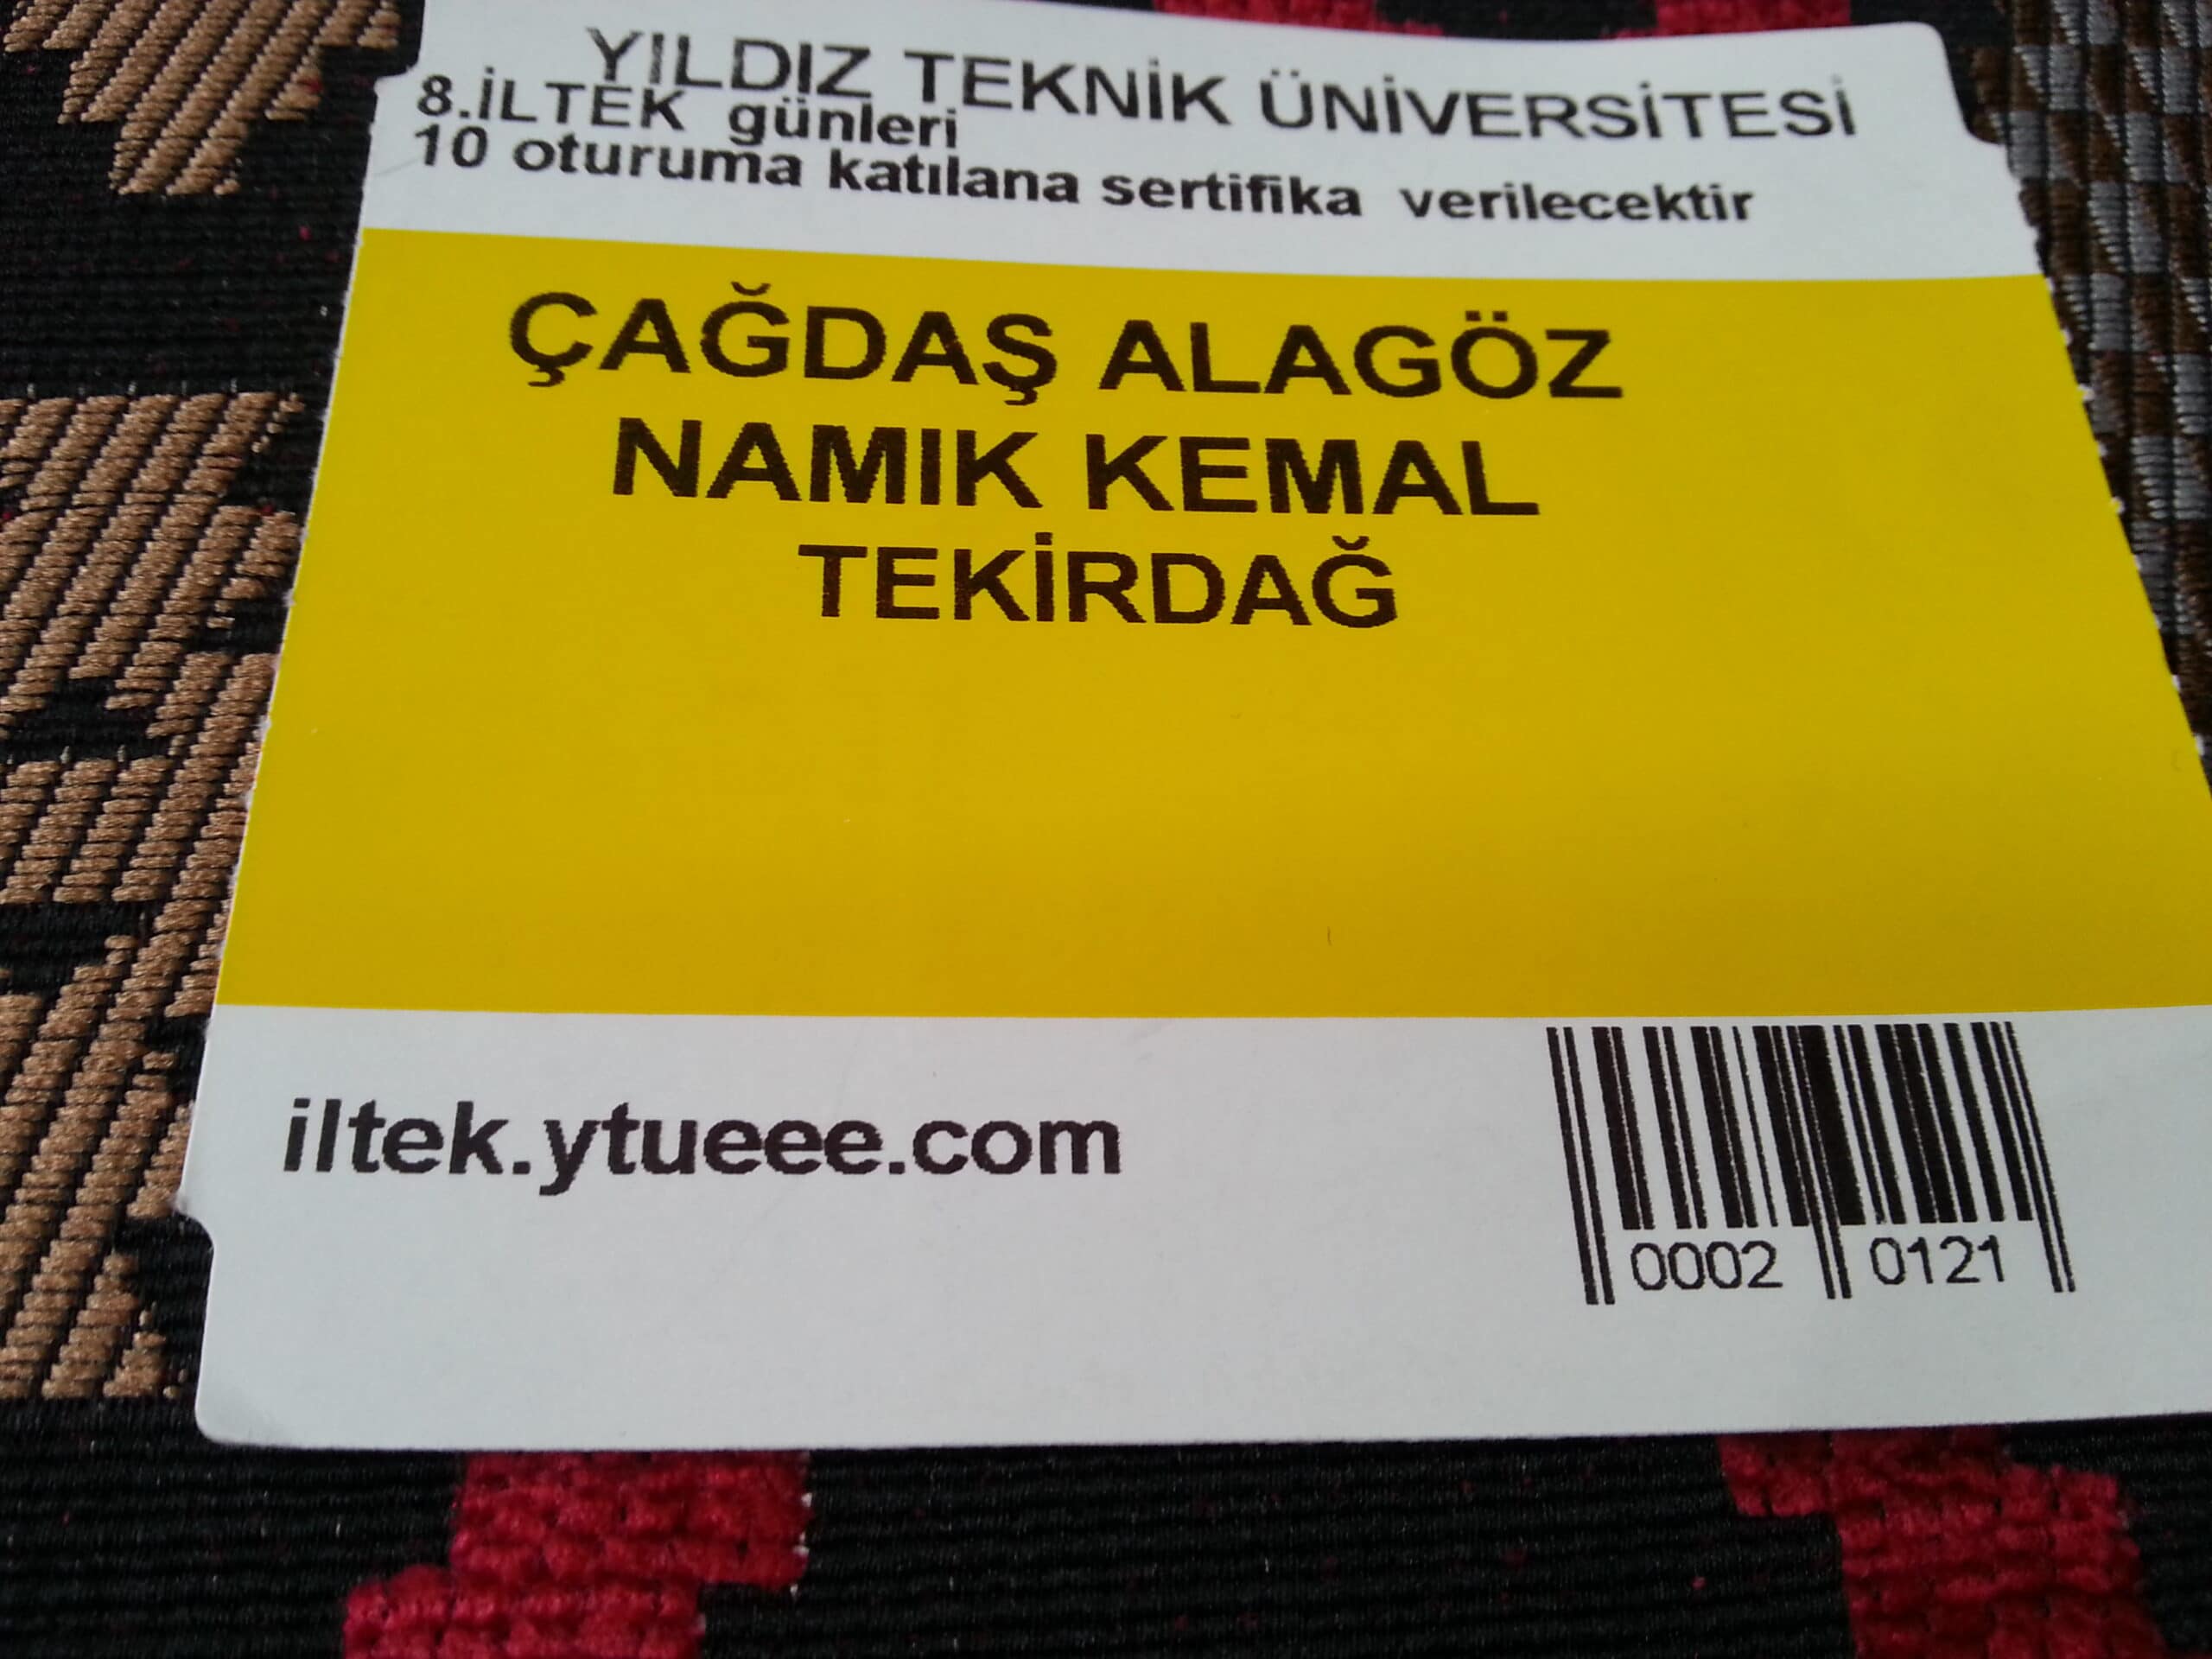 YILDIZ TEKNİK ÜNİVERSİTESİ
8.İLTEK günleri
10 oturuma katılana sertifika verilecektir
ÇAĞDAŞ ALAGÖZ
NAMIK KEMAL
TEKİRDAĞ
iltek.ytueee.com
0002 0121